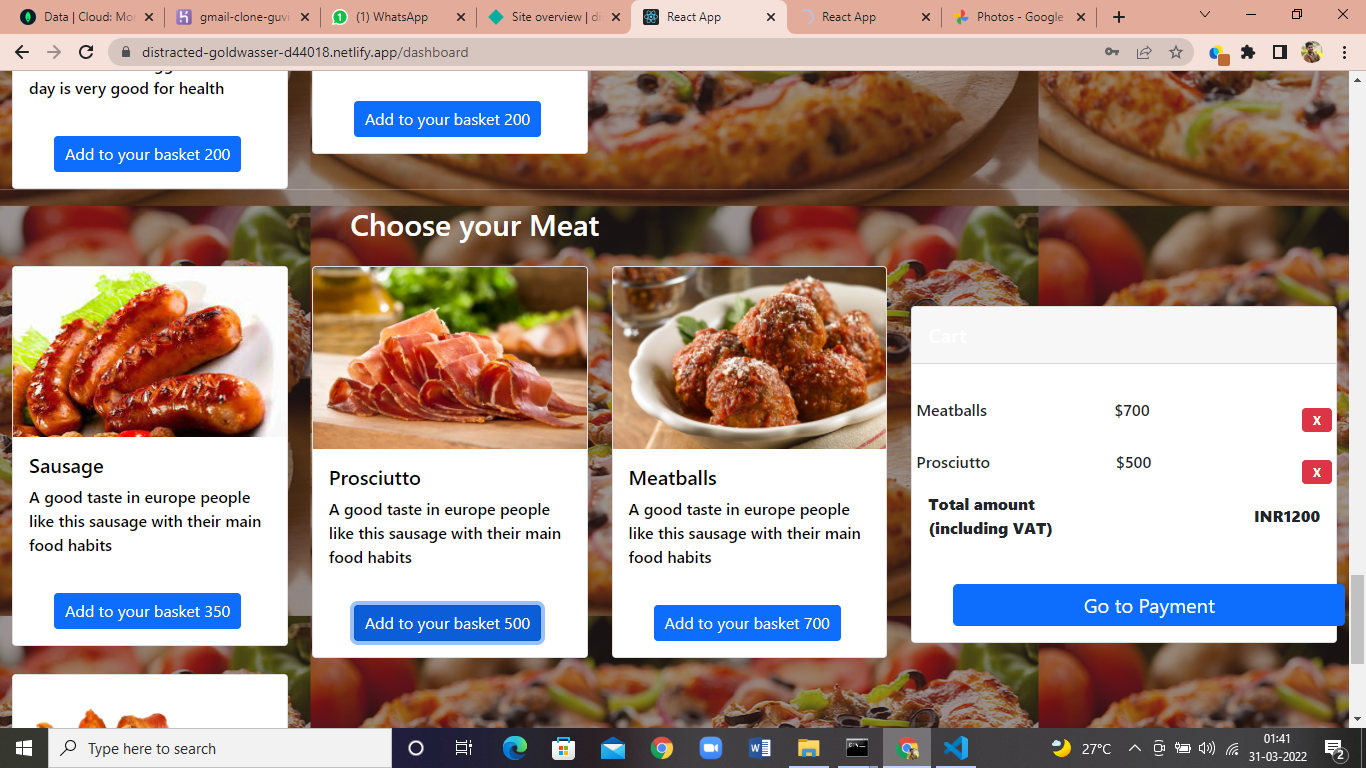 Data | Cloud: Mo
gmail-clone-guvi
(1) WhatsApp
Site overview | di
React App
React App
Photos - Google
distracted-goldwasser-d44018.netlify.app/dashboard
day is very good for health
Add to your basket 200
Add to your basket 200
Choose your Meat
Sausage
A good taste in europe people
like this sausage with their main
food habits
Add to your basket 350
Prosciutto
A good taste in europe people
like this sausage with their main
food habits
Add to your basket 500
Meatballs
A good taste in europe people
like this sausage with their main
food habits
Add to your basket 700
Cart
Meatballs $700 X
Prosciutto $500 X
Total amount
(including VAT) INR1200
Go to Payment
Type here to search
27°C
01:41
31-03-2022
2